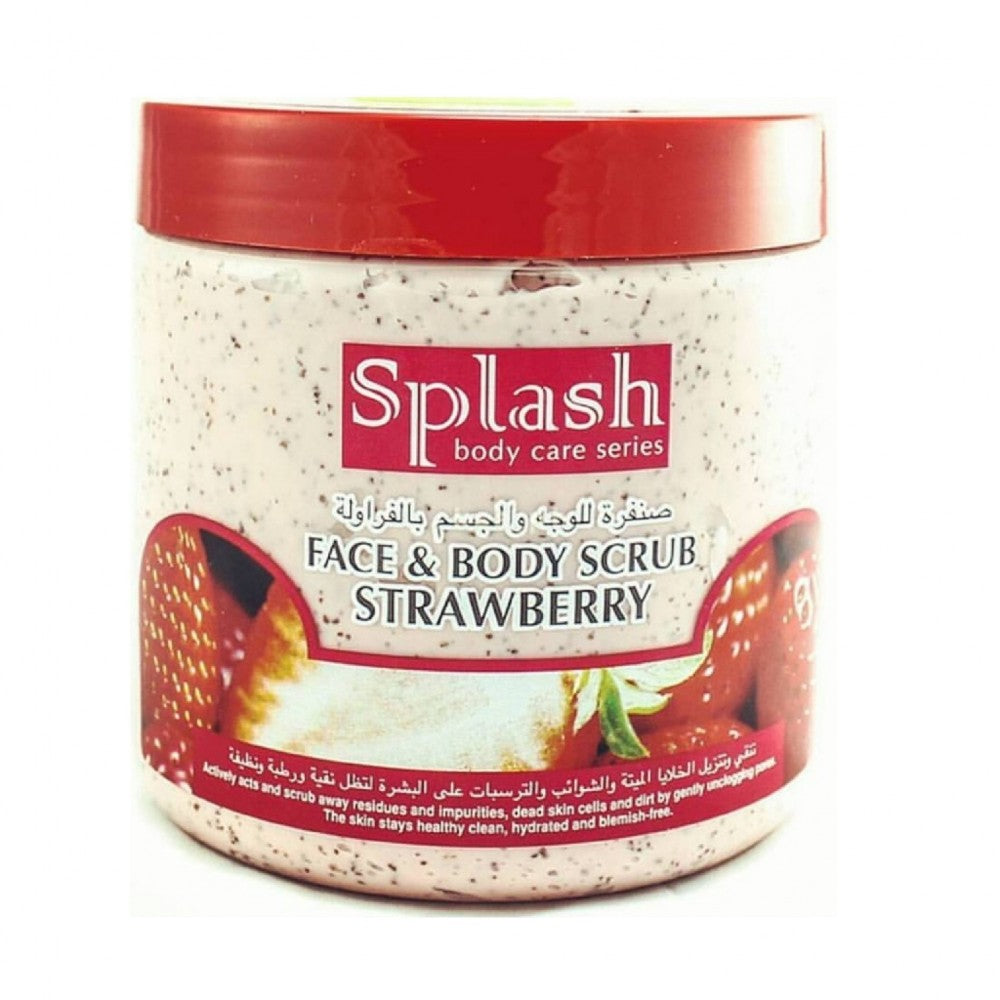 Splash
body care series
صنفرة للوجه والجسم بالفراولة
FACE & BODY SCRUB
STRAWBERRY
تنقي وتتزيل الخلايا الميتة والشوائب والترسبات على البشرة لتظل نقية ورطبة ونظيفة
Actively acts and scrub away residues and impurities, dead skin cells and dirt by gently unclogging pores.
The skin stays healthy clean, hydrated and blemish-free.